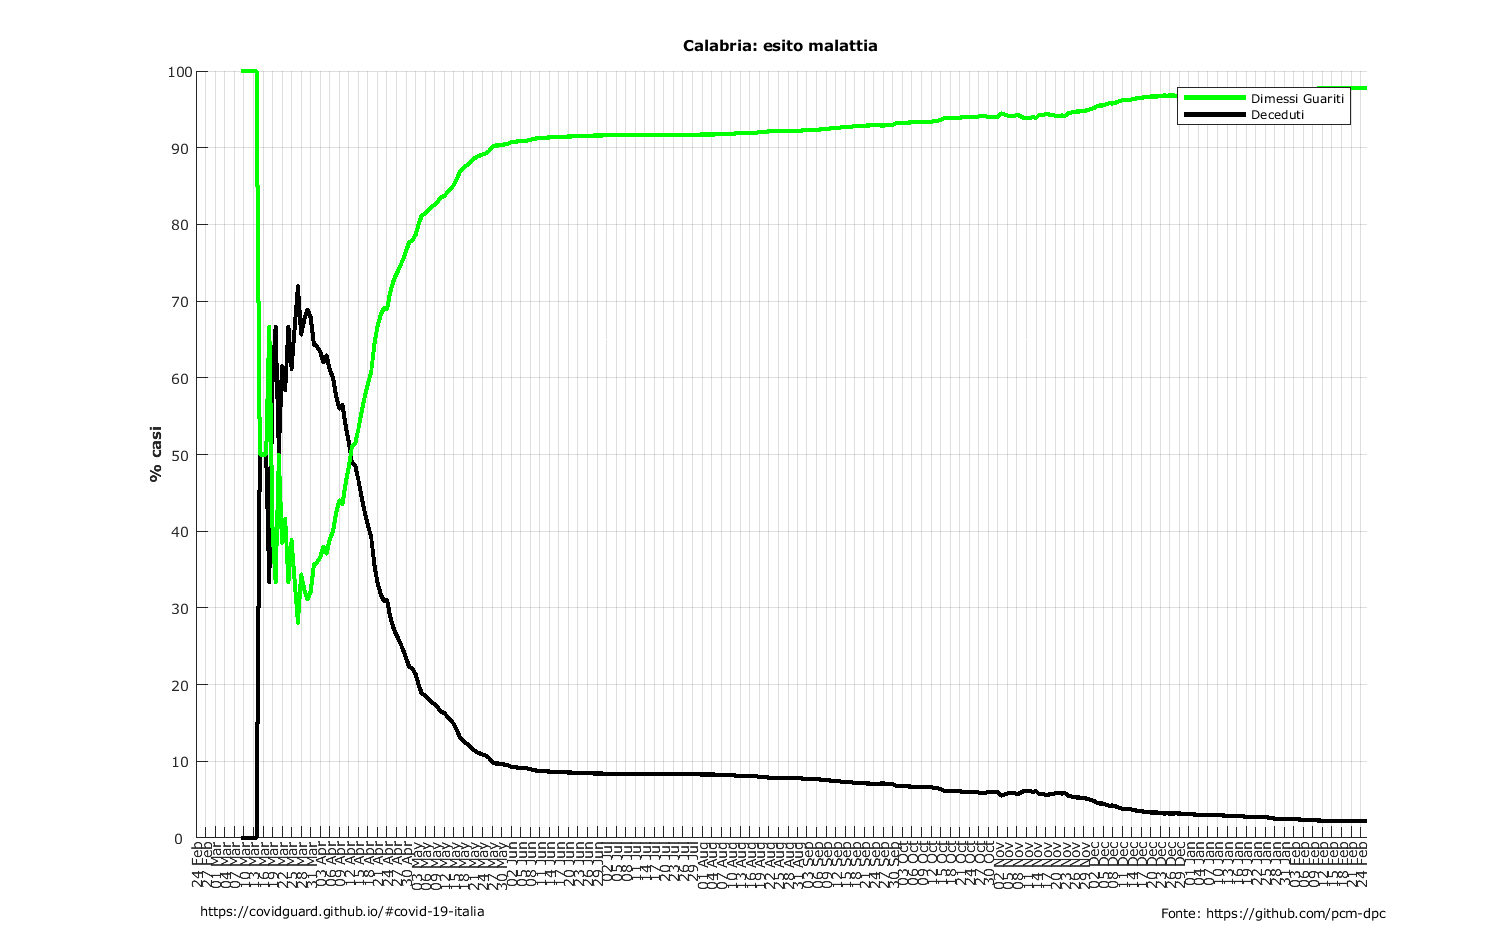 Calabria: esito malattia
100
90
80
70
60
50
40
30
20
10
0
% casi
Dimessi Guariti
Deceduti
24 Feb
27 Feb
01 Mar
04 Mar
07 Mar
10 Mar
13 Mar
16 Mar
19 Mar
22 Mar
25 Mar
28 Mar
31 Mar
03 Apr
06 Apr
09 Apr
12 Apr
15 Apr
18 Apr
21 Apr
24 Apr
27 Apr
30 Apr
03 May
06 May
09 May
12 May
15 May
18 May
21 May
24 May
27 May
30 May
02 Jun
05 Jun
08 Jun
11 Jun
14 Jun
17 Jun
20 Jun
23 Jun
26 Jun
29 Jun
02 Jul
05 Jul
08 Jul
11 Jul
14 Jul
17 Jul
20 Jul
23 Jul
26 Jul
29 Jul
01 Aug
04 Aug
07 Aug
10 Aug
13 Aug
16 Aug
19 Aug
22 Aug
25 Aug
28 Aug
31 Aug
03 Sep
06 Sep
09 Sep
12 Sep
15 Sep
18 Sep
21 Sep
24 Sep
27 Sep
30 Sep
03 Oct
06 Oct
09 Oct
12 Oct
15 Oct
18 Oct
21 Oct
24 Oct
27 Oct
30 Oct
02 Nov
05 Nov
08 Nov
11 Nov
14 Nov
17 Nov
20 Nov
23 Nov
26 Nov
29 Nov
02 Dec
05 Dec
08 Dec
11 Dec
14 Dec
17 Dec
20 Dec
23 Dec
26 Dec
29 Dec
01 Jan
04 Jan
07 Jan
10 Jan
13 Jan
16 Jan
19 Jan
22 Jan
25 Jan
28 Jan
31 Jan
03 Feb
06 Feb
09 Feb
12 Feb
15 Feb
18 Feb
21 Feb
24 Feb
https://covidguard.github.io/#covid-19-italia
Fonte: https://github.com/pcm-dpc